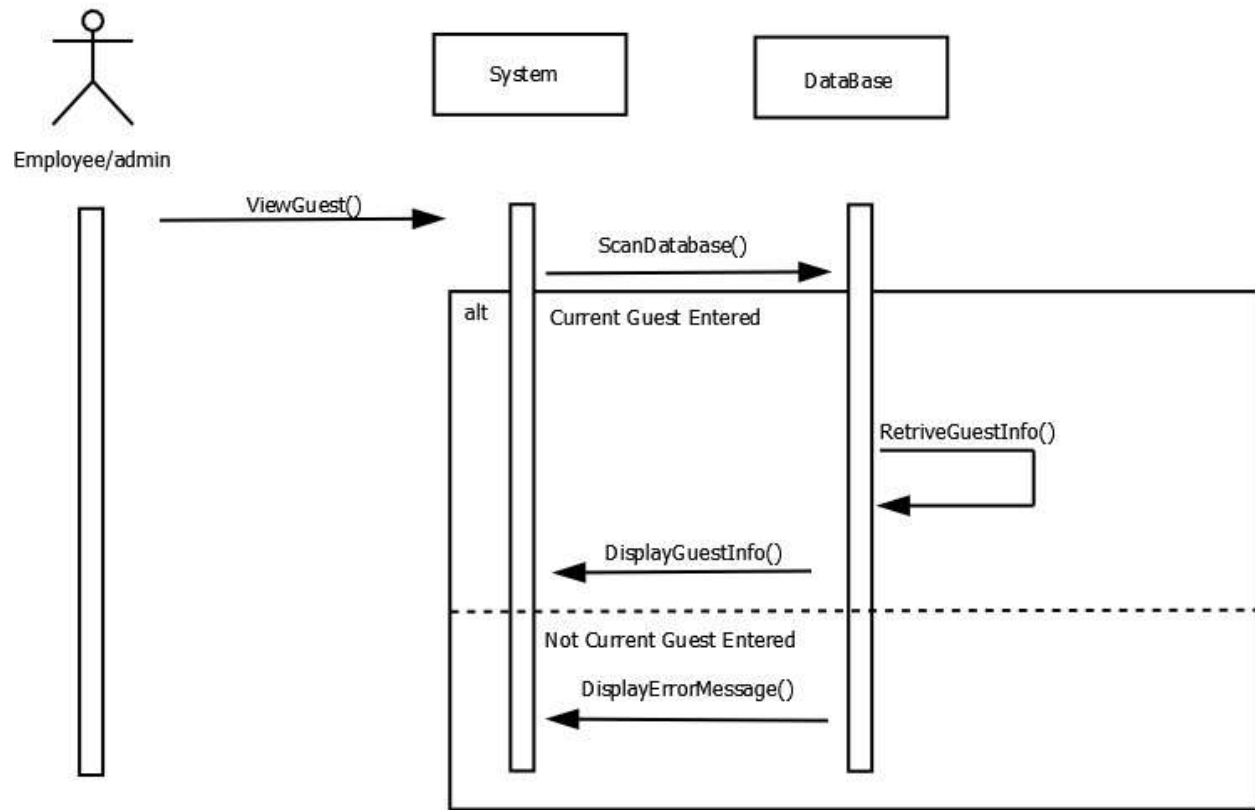 System
DataBase
Employee/admin
ViewGuest()
ScanDatabase()
alt
Current Guest Entered
RetriveGuestInfo()
DisplayGuestInfo()
Not Current Guest Entered
DisplayErrorMessage()